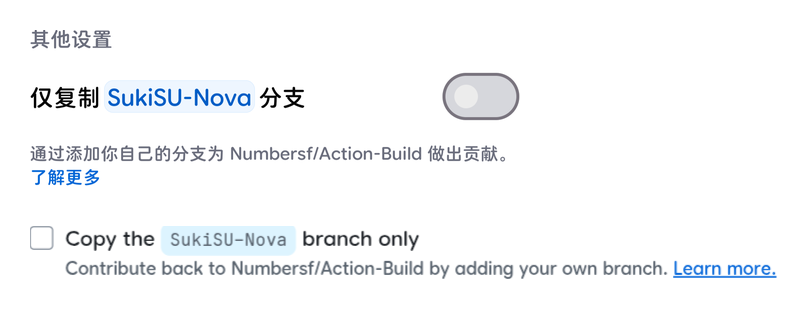 其他设置
仅复制 SukiSU-Nova 分支
通过添加你自己的分支为 Numbersf/Action-Build 做出贡献。
了解更多
Copy the SukiSU-Nova branch only
Contribute back to Numbersf/Action-Build by adding your own branch. Learn more.